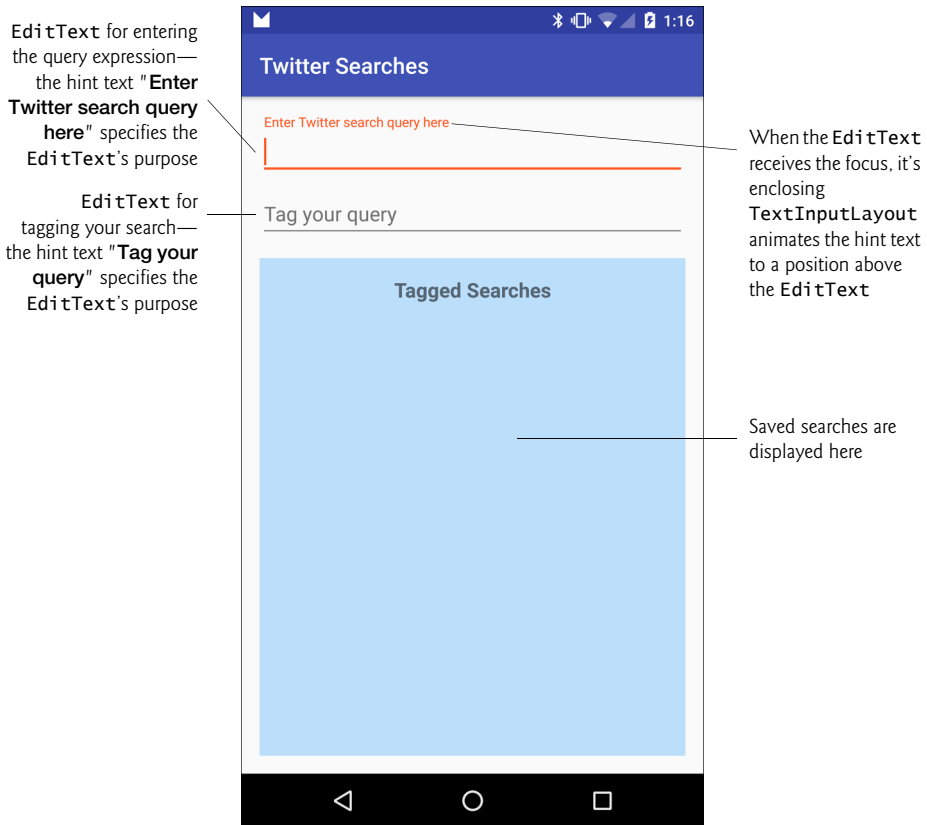 EditText for entering
the query expression—
the hint text "Enter
Twitter search query
here" specifies the
EditText's purpose
EditText for
tagging your search—
the hint text "Tag your
query" specifies the
EditText's purpose
1:16
Twitter Searches
Enter Twitter search query here
Tag your query
Tagged Searches
When the EditText
receives the focus, it's
enclosing
TextInputLayout
animates the hint text
to a position above
the EditText
Saved searches are
displayed here